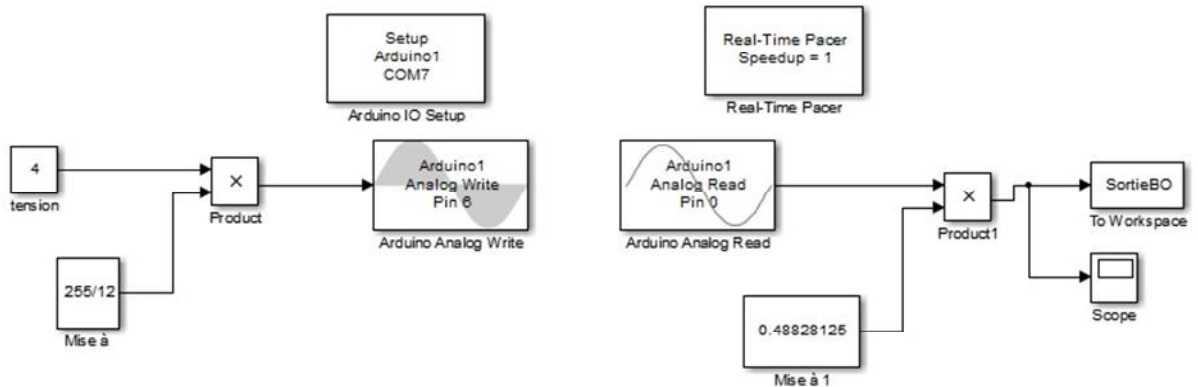 Setup
Arduino1
COM7
Arduino IO Setup
Real-Time Pacer
Speedup = 1
Real-Time Pacer
4
tension
×
Product
Arduino1
Analog Write
Pin 6
Arduino Analog Write
255/12
Mise à
Arduino1
Analog Read
Pin 0
Arduino Analog Read
×
Product1
SortieBO
To Workspace
Scope
0.48828125
Mise à 1